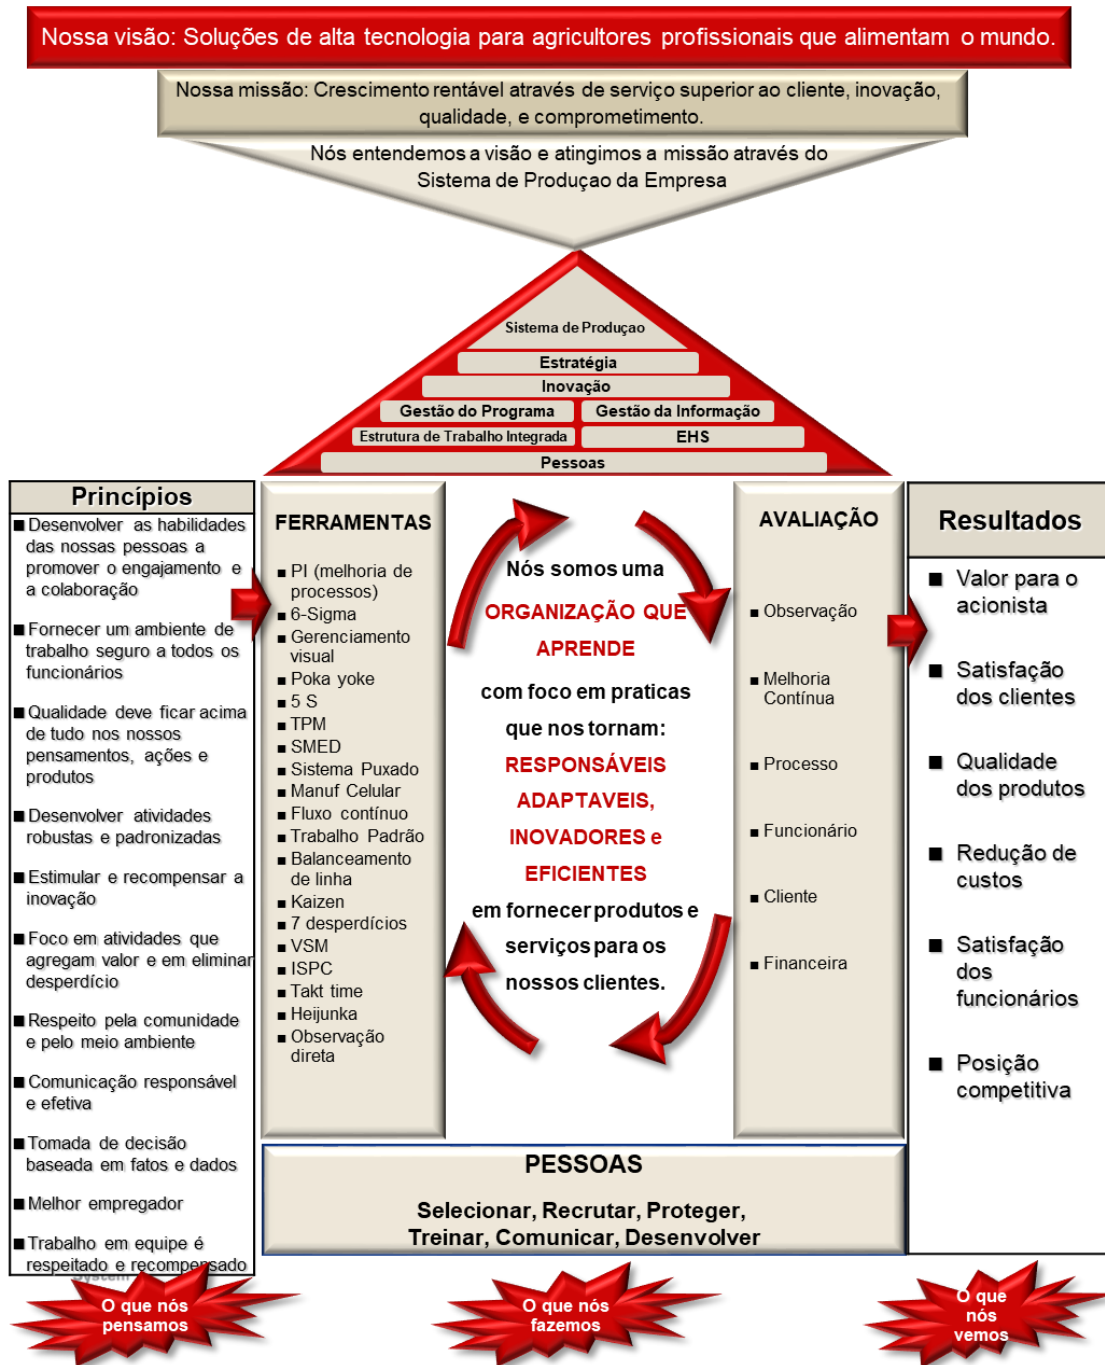 Nossa visão: Soluções de alta tecnologia para agricultores profissionais que alimentam o mundo.
Nossa missão: Crescimento rentável através de serviço superior ao cliente, inovação,
qualidade, e comprometimento.
Nós entendemos a visão e atingimos a missão através do
Sistema de Produçao da Empresa
Sistema de Produçao
Estratégia
Inovação
Gestão do Programa
Gestão da Informação
Estrutura de Trabalho Integrada
EHS
Pessoas
Princípios
■ Desenvolver as habilidades
das nossas pessoas a
promover o engajamento e
a colaboração
■ Fornecer um ambiente de
trabalho seguro a todos os
funcionários
■ Qualidade deve ficar acima
de tudo nos nossos
pensamentos, ações e
produtos
■ Desenvolver atividades
robustas e padronizadas
■ Estimular e recompensar a
inovação
■ Foco em atividades que
agregam valor e em eliminar
desperdício
■ Respeito pela comunidade
e pelo meio ambiente
■ Comunicação responsável
e efetiva
■ Tomada de decisão
baseada em fatos e dados
■ Melhor empregador
■ Trabalho em equipe é
respeitado e recompensado
System
FERRAMENTAS
■ PI (melhoria de
processos)
■ 6-Sigma
■ Gerenciamento
visual
■ Poka yoke
■ 5 S
■ TPM
■ SMED
■ Sistema Puxado
■ Manuf Celular
■ Fluxo contínuo
■ Trabalho Padrão
■ Balanceamento
de linha
■ Kaizen
■ 7 desperdícios
■ VSM
■ ISPC
■ Takt time
■ Heijunka
■ Observação
direta
Nós somos uma
ORGANIZAÇÃO QUE
APRENDE
com foco em praticas
que nos tornam:
RESPONSÁVEIS
ADAPTAVEIS,
INOVADORES e
EFICIENTES
em fornecer produtos e
serviços para os
nossos clientes.
AVALIAÇÃO
■ Observação
■ Melhoria
Contínua
■ Processo
■ Funcionário
■ Cliente
■ Financeira
Resultados
■ Valor para o
acionista
■ Satisfação
dos clientes
■ Qualidade
dos produtos
■ Redução de
custos
■ Satisfação
dos
funcionários
■ Posição
competitiva
PESSOAS
Selecionar, Recrutar, Proteger,
Treinar, Comunicar, Desenvolver
O que nós
pensamos
O que nós
fazemos
O que
nós
vemos